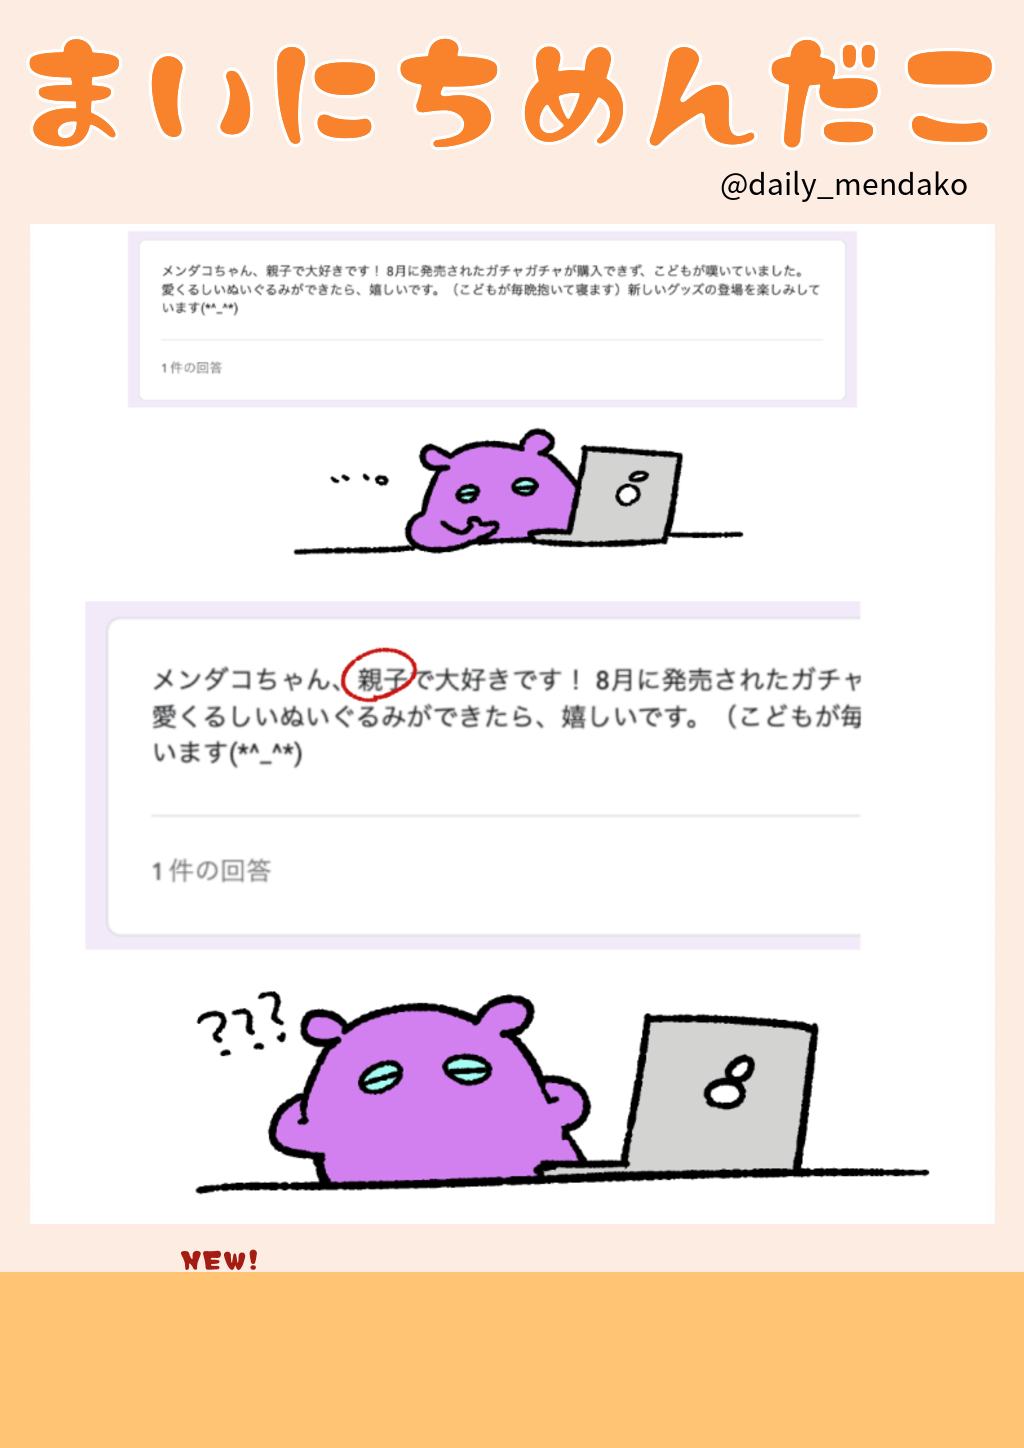 まいにちめんだこ
@daily_mendako
メンダコちゃん、親子で大好きです！ 8月に発売されたガチャガチャが購入できず、こどもが嘆いていました。
愛くるしいぬいぐるみができたら、嬉しいです。（こどもが毎晩抱いて寝ます）新しいグッズの登場を楽しみして
います(*^_^*)
1 件の回答
メンダコちゃん、親子で大好きです！ 8月に発売されたガチャ
愛くるしいぬいぐるみができたら、嬉しいです。（こどもが毎
います(*^_^*)
1 件の回答
???
NEW!